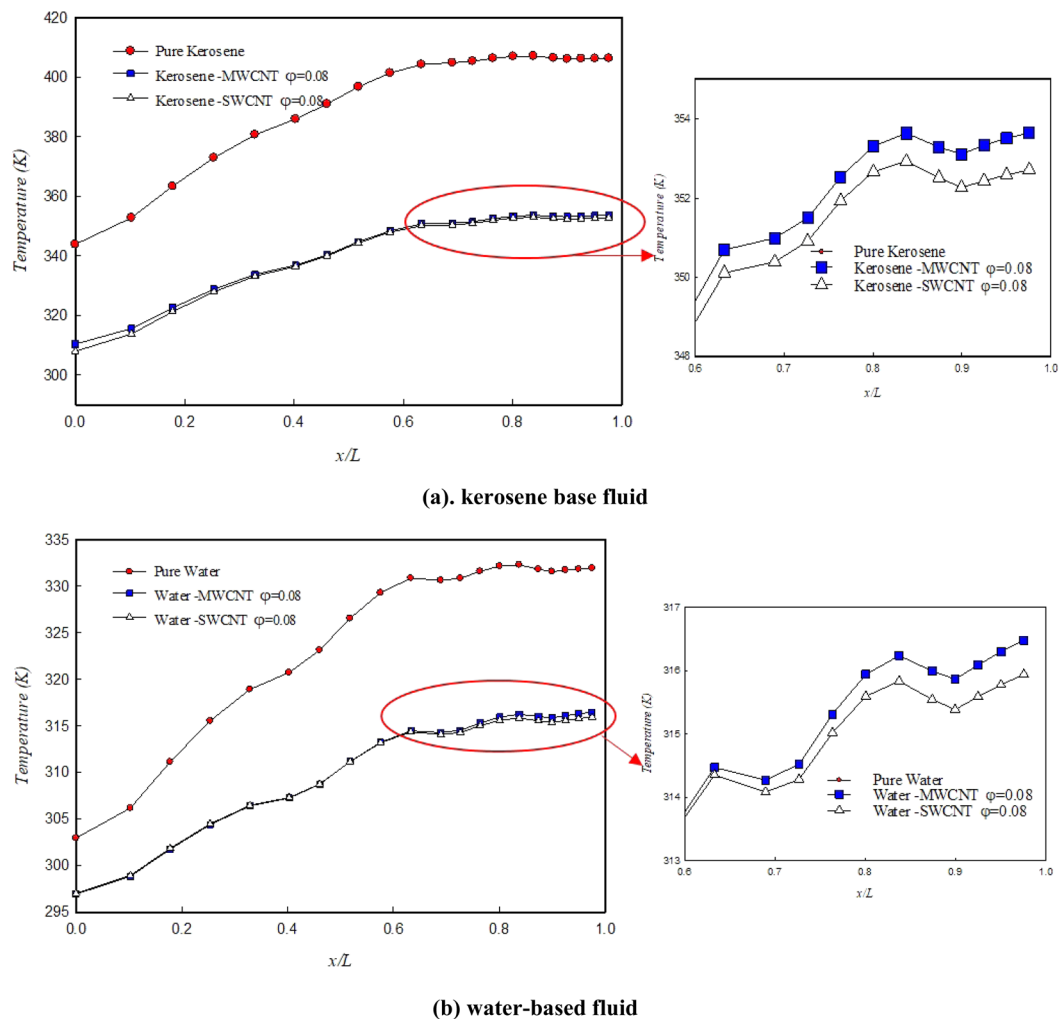 420
400
380
360
340
320
300
Temperature (K)
Pure Kerosene
Kerosene -MWCNT φ=0.08
Kerosene -SWCNT φ=0.08
0.0 0.2 0.4 0.6 0.8 1.0
x/L
354
352
350
348
Temperature (K)
Pure Kerosene
Kerosene -MWCNT φ=0.08
Kerosene -SWCNT φ=0.08
0.6 0.7 0.8 0.9 1.0
x/L
(a). kerosene base fluid
335
330
325
320
315
310
305
300
295
Temperature (K)
Pure Water
Water -MWCNT φ=0.08
Water -SWCNT φ=0.08
0.0 0.2 0.4 0.6 0.8 1.0
x/L
317
316
315
314
313
Temperature (K)
Pure Water
Water -MWCNT φ=0.08
Water -SWCNT φ=0.08
0.6 0.7 0.8 0.9 1.0
x/L
(b) water-based fluid